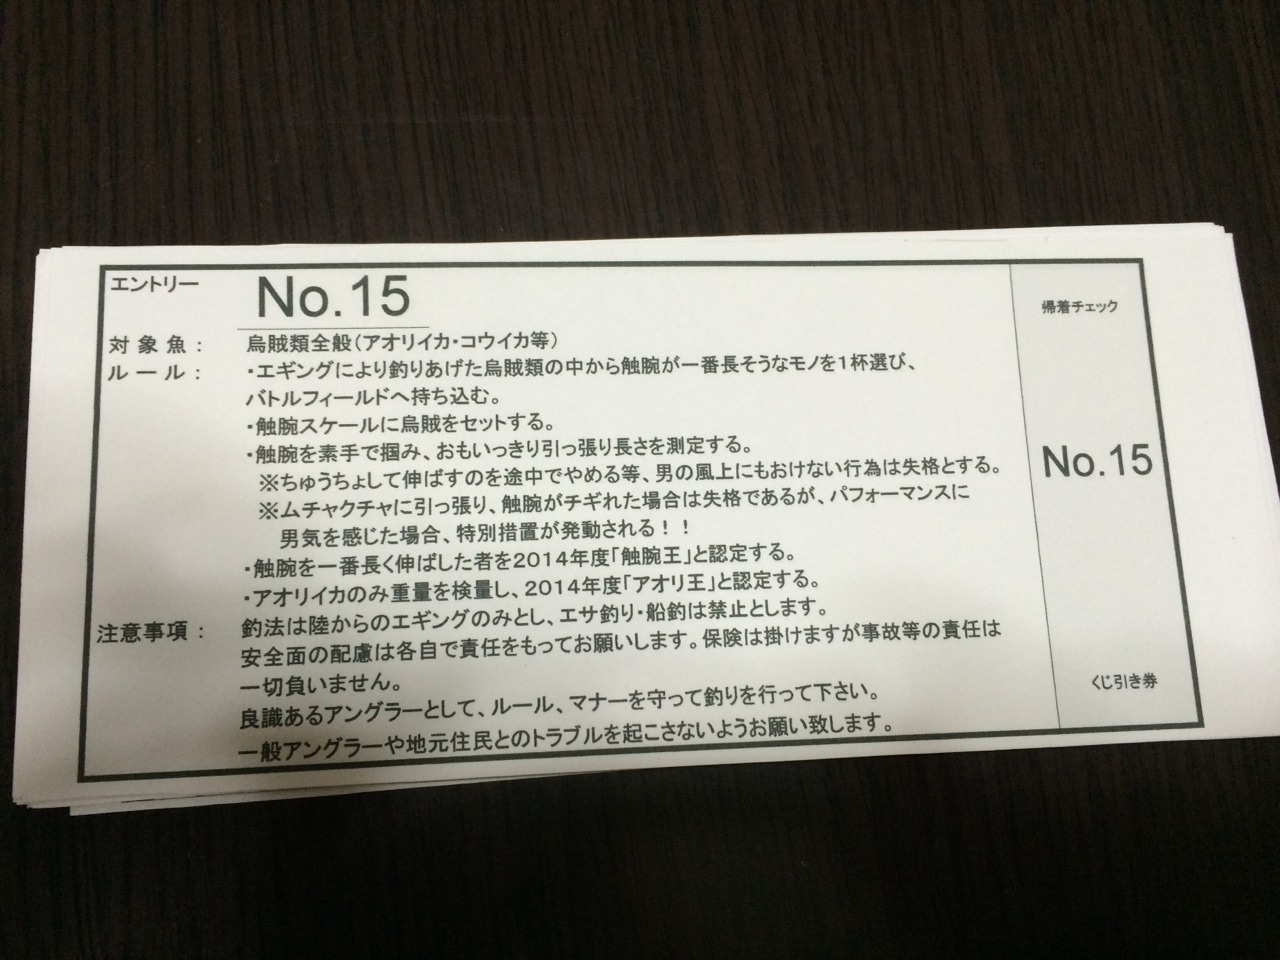 エントリー
No.15
対象魚：
烏賊類全般（アオリイカ・コウイカ等）
ルール：
・エギングにより釣りあげた烏賊類の中から触腕が一番長そうなモノを1杯選び、
バトルフィールドへ持ち込む。
・触腕スケールに烏賊をセットする。
・触腕を素手で掴み、おもいっきり引っ張り長さを測定する。
※ちゅうちょして伸ばすのを途中でやめる等、男の風上にもおけない行為は失格とする。
※ムチャクチャに引っ張り、触腕がチギれた場合は失格であるが、パフォーマンスに
男気を感じた場合、特別措置が発動される！！
・触腕を一番長く伸ばした者を2014年度「触腕王」と認定する。
・アオリイカのみ重量を検量し、2014年度「アオリ王」と認定する。
注意事項：
釣法は陸からのエギングのみとし、エサ釣り・船釣は禁止とします。
安全面の配慮は各自で責任をもってお願いします。保険は掛けますが事故等の責任は
一切負いません。
良識あるアングラーとして、ルール、マナーを守って釣りを行って下さい。
一般アングラーや地元住民とのトラブルを起こさないようお願い致します。
帰着チェック
No.15
くじ引き券